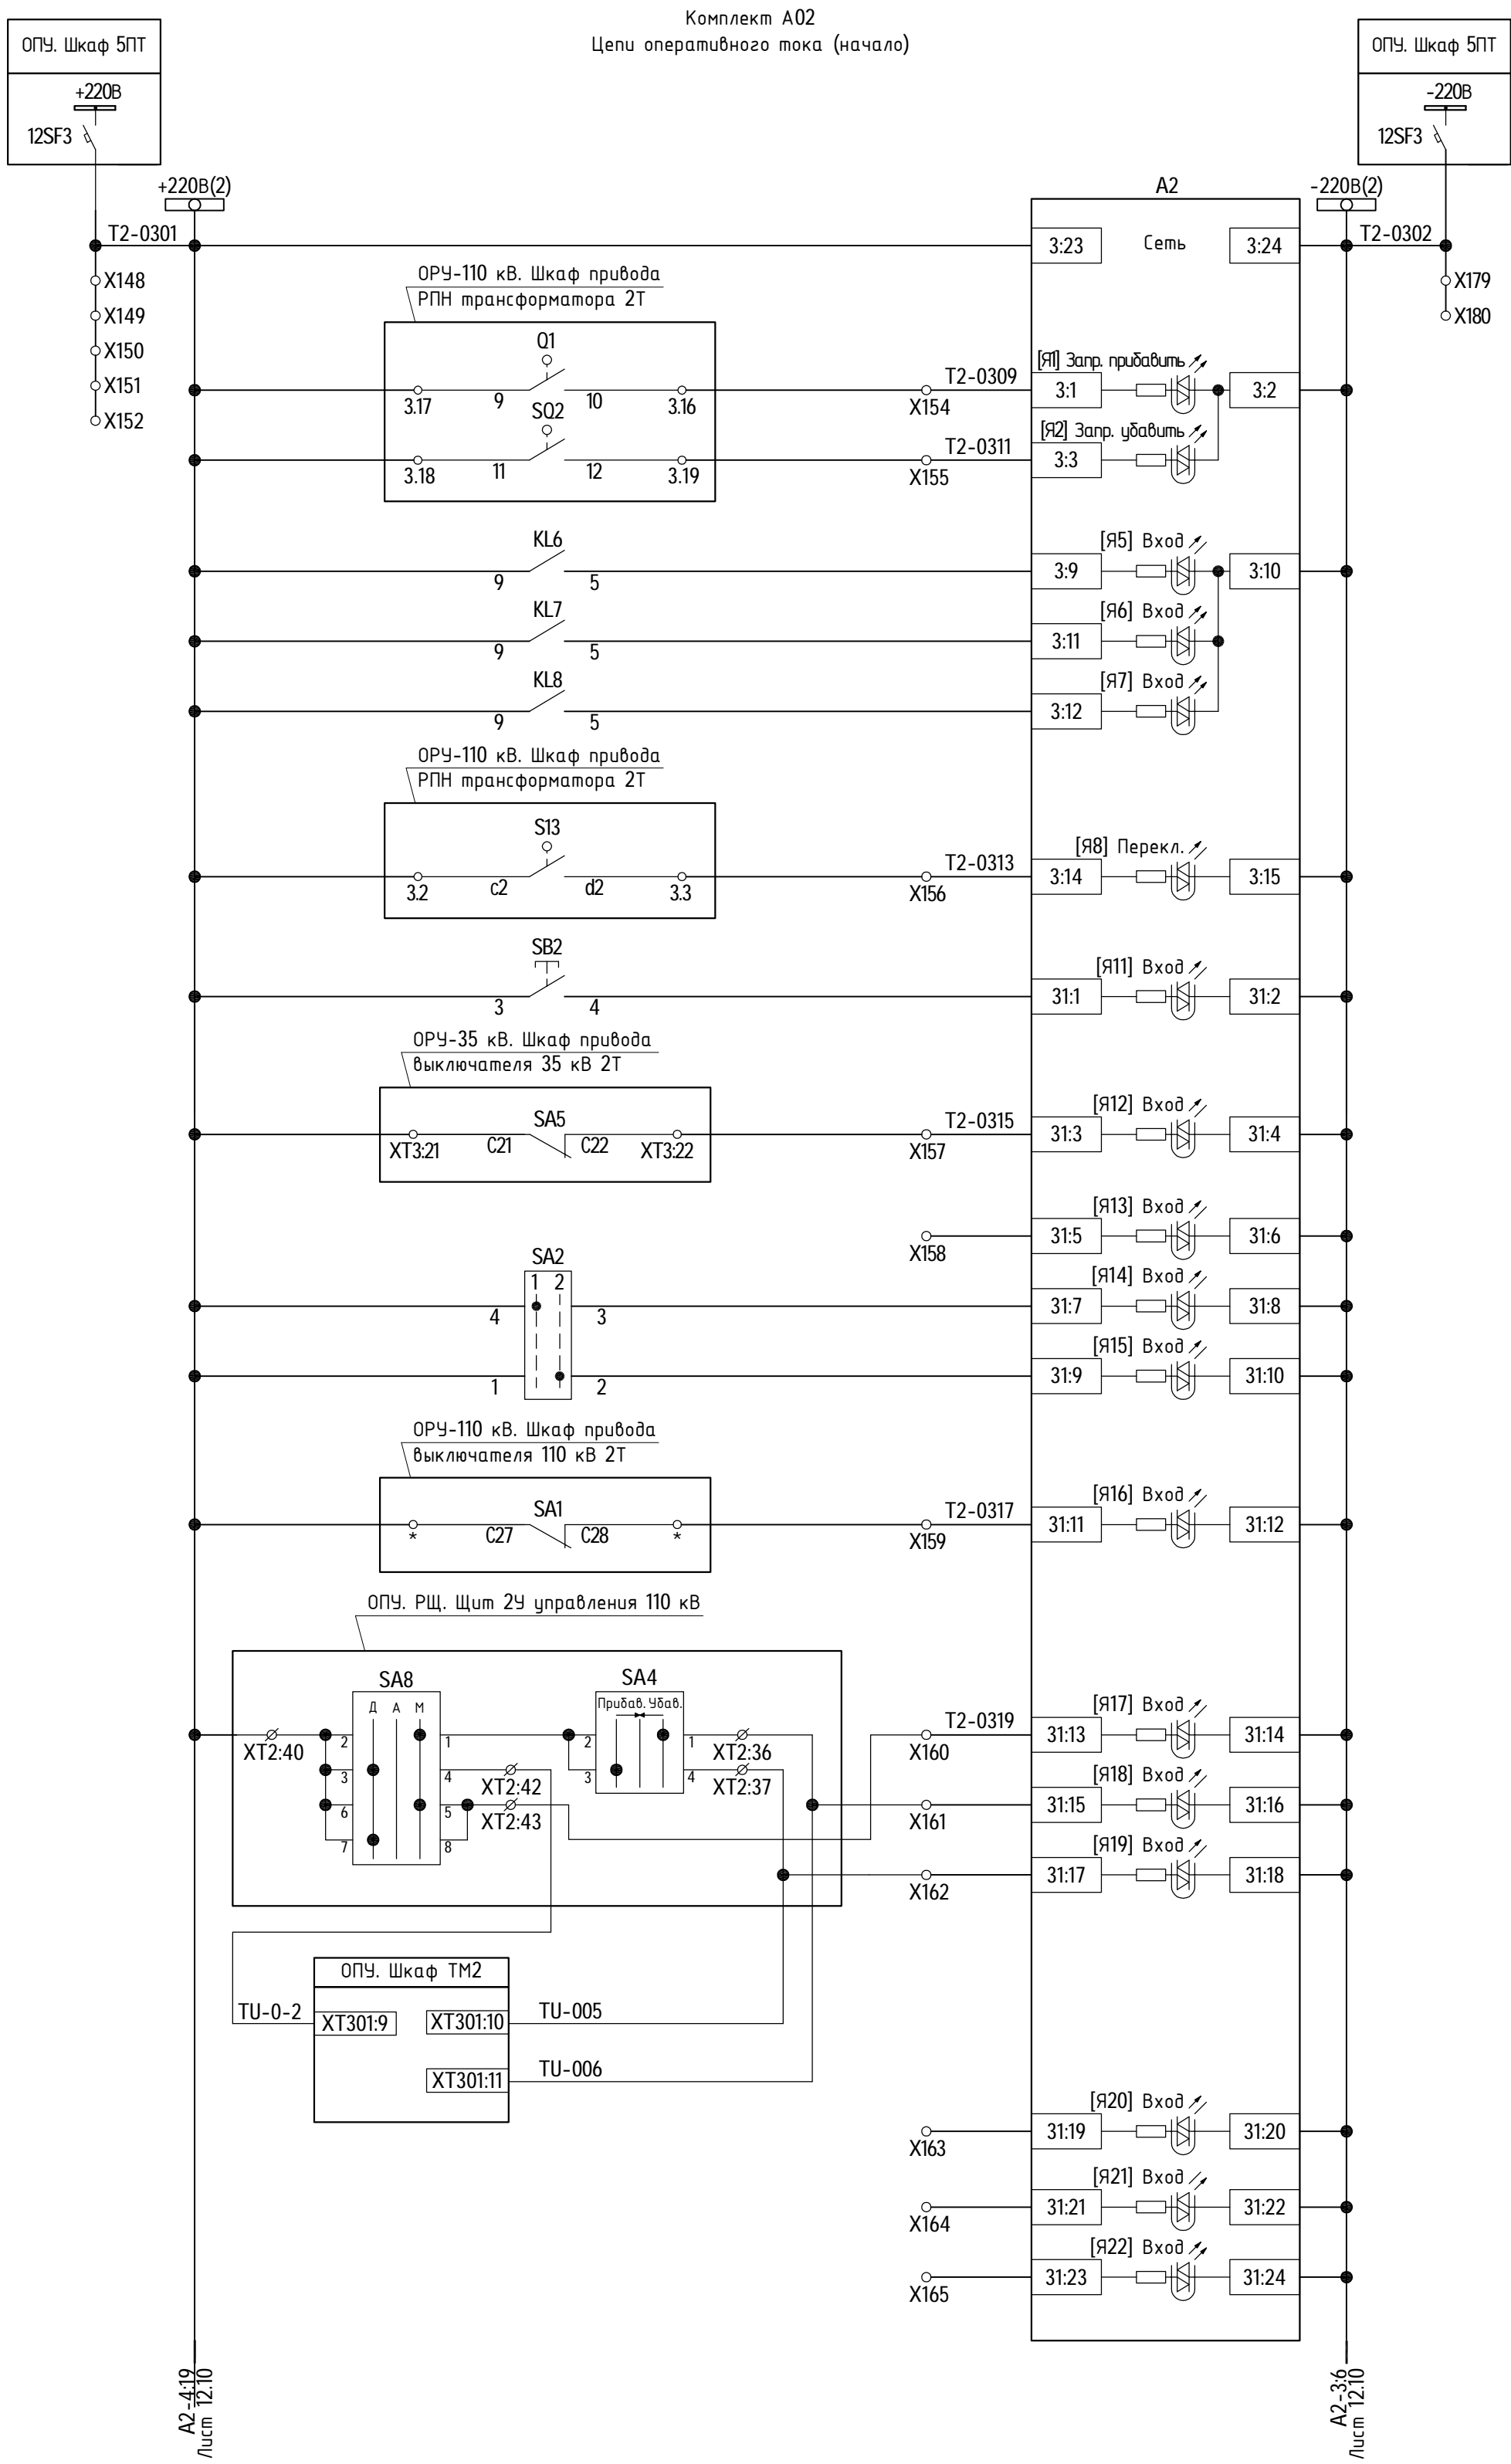 Комплект А02
Цепи оперативного тока (начало)
ОПУ. Шкаф 5ПТ
+220В
12SF3
ОПУ. Шкаф 5ПТ
-220В
12SF3
+220В(2)
А2
-220В(2)
Т2-0301
3:23
Сеть
3:24
Т2-0302
Х148
Х149
Х150
Х151
Х152
Х179
Х180
ОРУ-110 кВ. Шкаф привода
РПН трансформатора 2Т
Q1
3.17
9
10
3.16
Х154
Т2-0309
[Я1] Запр. прибавить
3:1
3:2
SQ2
3.18
11
12
3.19
Х155
Т2-0311
[Я2] Запр. убавить
3:3
KL6
9
5
[Я5] Вход
3:9
3:10
KL7
9
5
[Я6] Вход
3:11
KL8
9
5
[Я7] Вход
3:12
ОРУ-110 кВ. Шкаф привода
РПН трансформатора 2Т
S13
3.2
c2
d2
3.3
Х156
Т2-0313
[Я8] Перекл.
3:14
3:15
SB2
3
4
[Я11] Вход
31:1
31:2
ОРУ-35 кВ. Шкаф привода
выключателя 35 кВ 2Т
SA5
XT3:21
C21
C22
XT3:22
Х157
Т2-0315
[Я12] Вход
31:3
31:4
Х158
[Я13] Вход
31:5
31:6
SA2
1 2
4
3
[Я14] Вход
31:7
31:8
1
2
[Я15] Вход
31:9
31:10
ОРУ-110 кВ. Шкаф привода
выключателя 110 кВ 2Т
SA1
*
C27
C28
*
Х159
Т2-0317
[Я16] Вход
31:11
31:12
ОПУ. РЩ. Щит 2У управления 110 кВ
SA8
Д А М
XT2:40
2
1
3
4
6
5
7
8
XT2:42
XT2:43
SA4
Прибав. Убав.
2
1
3
4
XT2:36
XT2:37
Т2-0319
Х160
[Я17] Вход
31:13
31:14
Х161
[Я18] Вход
31:15
31:16
Х162
[Я19] Вход
31:17
31:18
ОПУ. Шкаф ТМ2
TU-0-2
XT301:9
XT301:10
TU-005
XT301:11
TU-006
Х163
[Я20] Вход
31:19
31:20
Х164
[Я21] Вход
31:21
31:22
Х165
[Я22] Вход
31:23
31:24
А2-4:19
Лист 12.10
А2-3:6
Лист 12.10